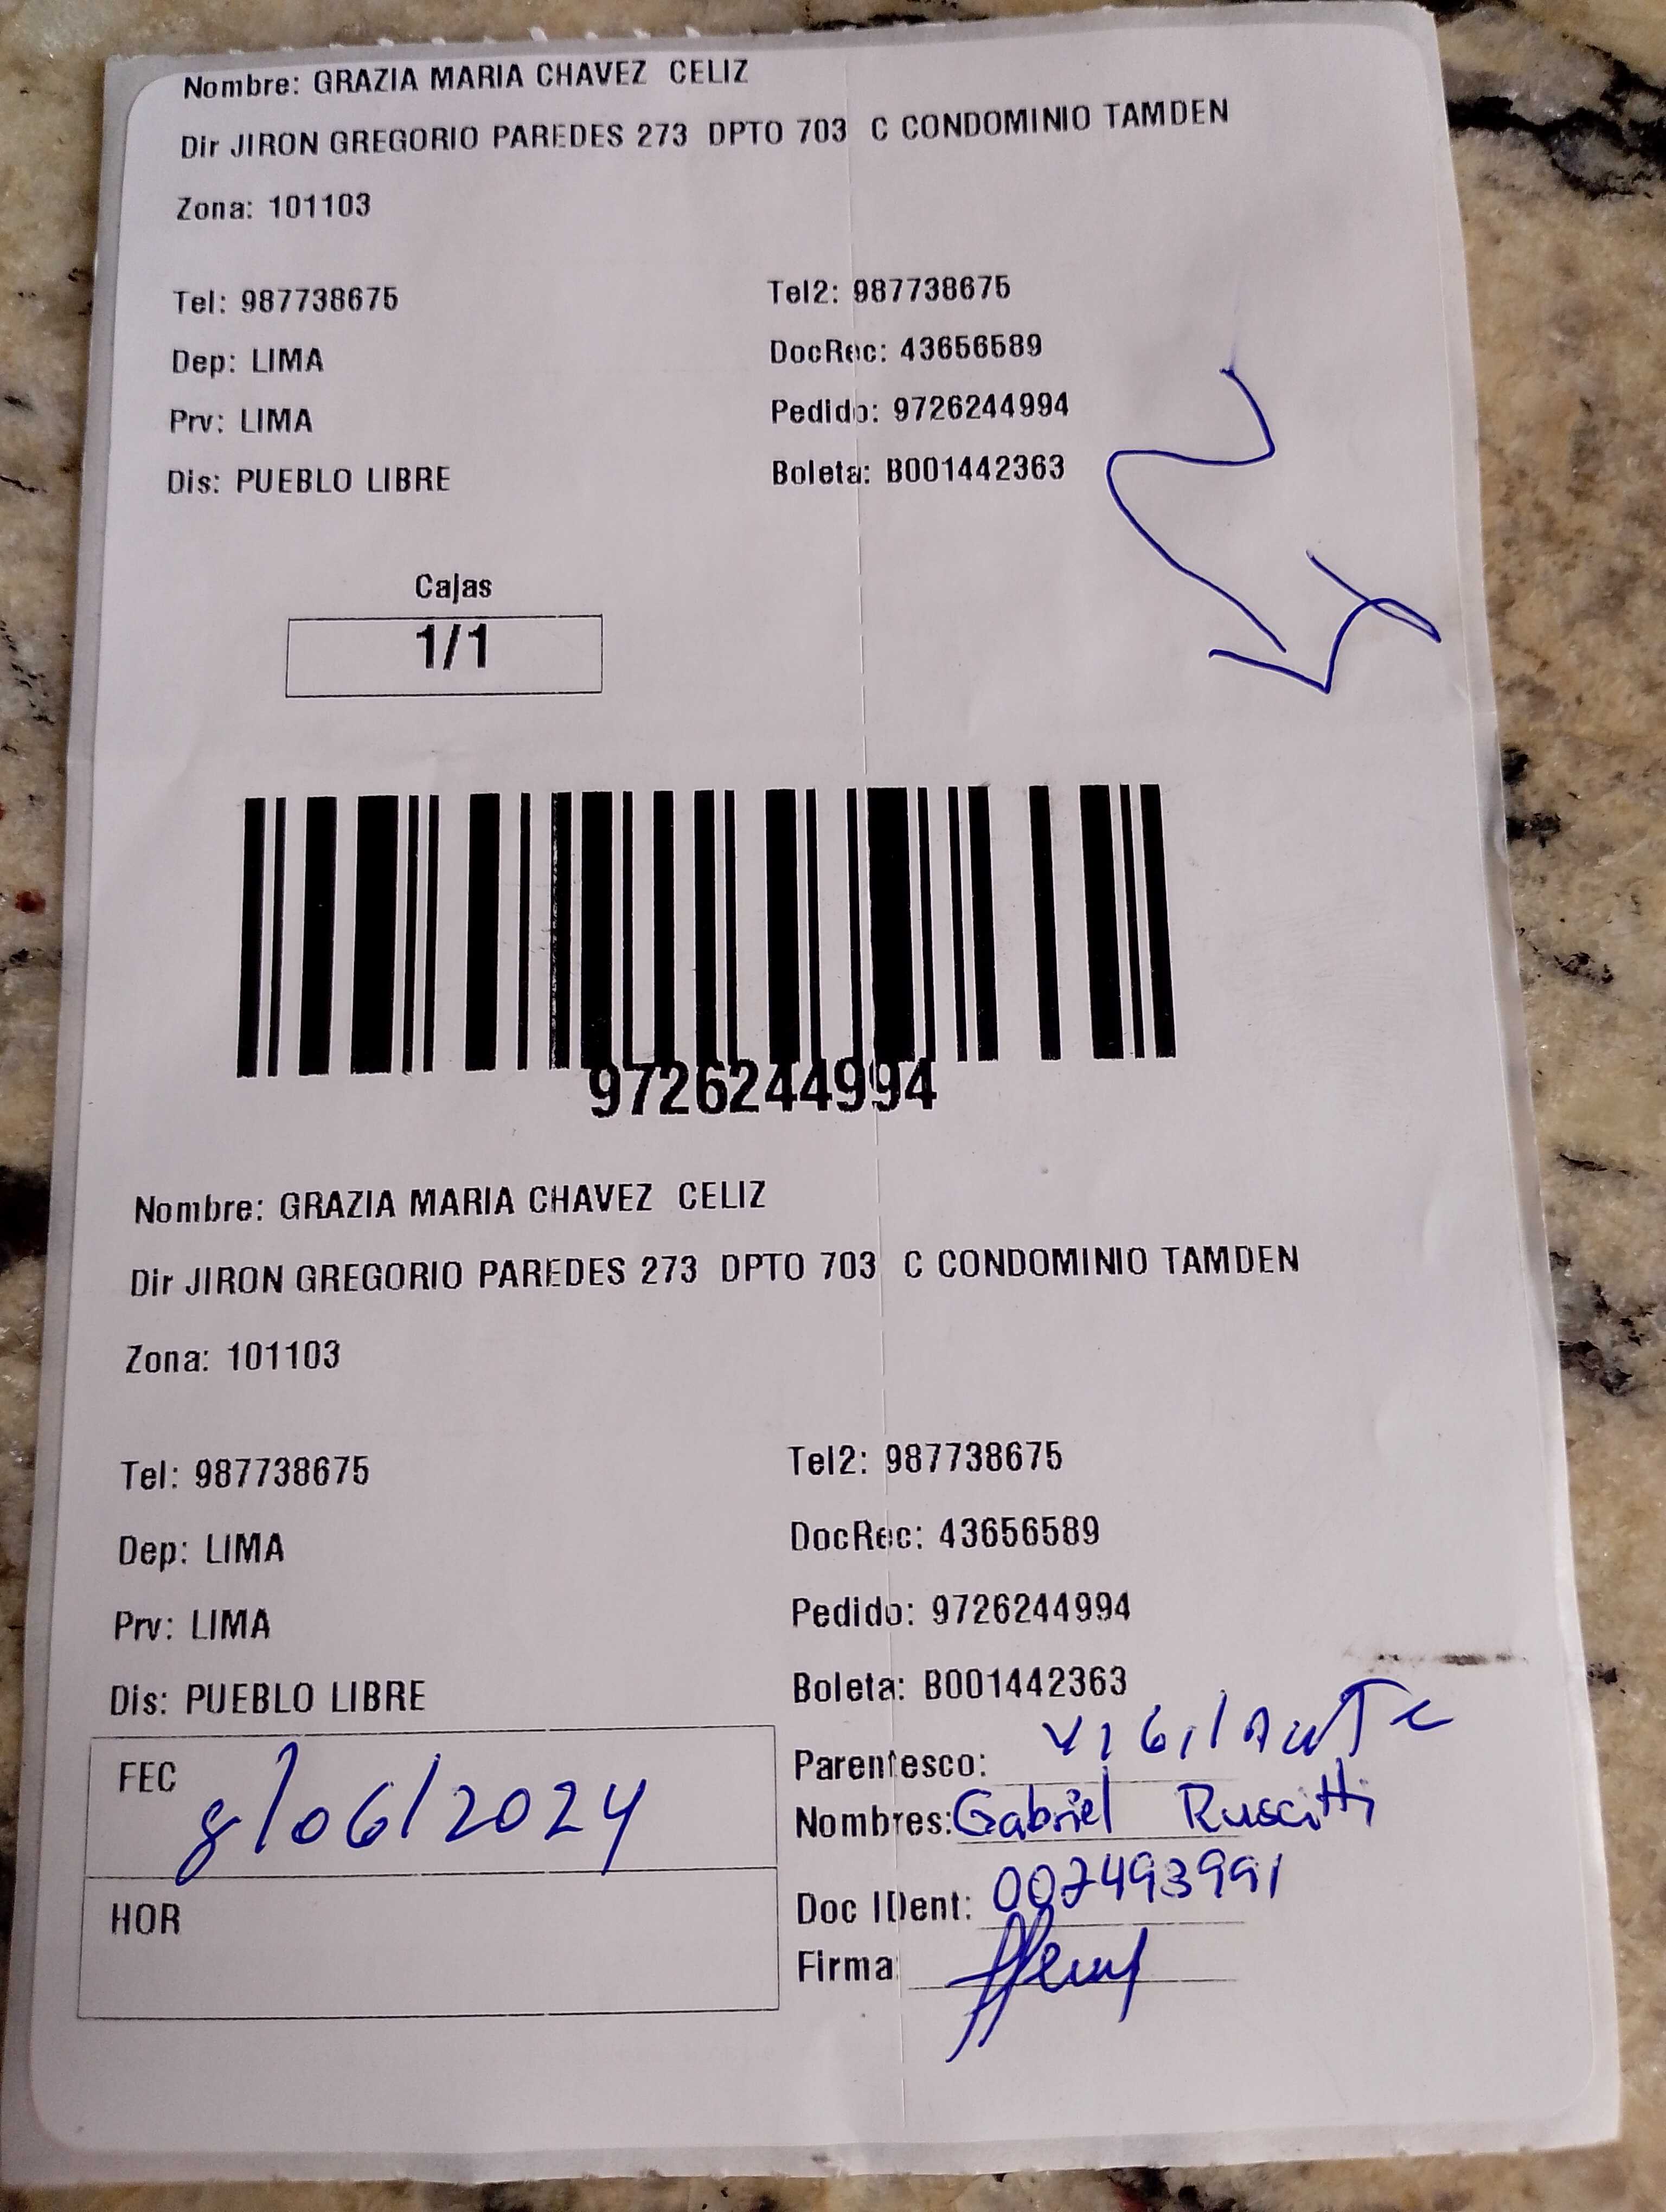 Nombre: GRAZIA MARIA CHAVEZ CELIZ
Dir JIRON GREGORIO PAREDES 273 DPTO 703 C CONDOMINIO TAMDEN
Zona: 101103
Tel: 987738675 Tel2: 987738675
Dep: LIMA DocRec: 43656589
Prv: LIMA Pedido: 9726244994
Dis: PUEBLO LIBRE Boleta: B001442363
Cajas
1/1
9726244994
Nombre: GRAZIA MARIA CHAVEZ CELIZ
Dir JIRON GREGORIO PAREDES 273 DPTO 703 C CONDOMINIO TAMDEN
Zona: 101103
Tel: 987738675 Tel2: 987738675
Dep: LIMA DocRec: 43656589
Prv: LIMA Pedido: 9726244994
Dis: PUEBLO LIBRE Boleta: B001442363
FEC 8/06/2024
HOR
Parentesco: VIGILANTE
Nombres: Gabriel Ruscitti
Doc IDent: 002493991
Firma: